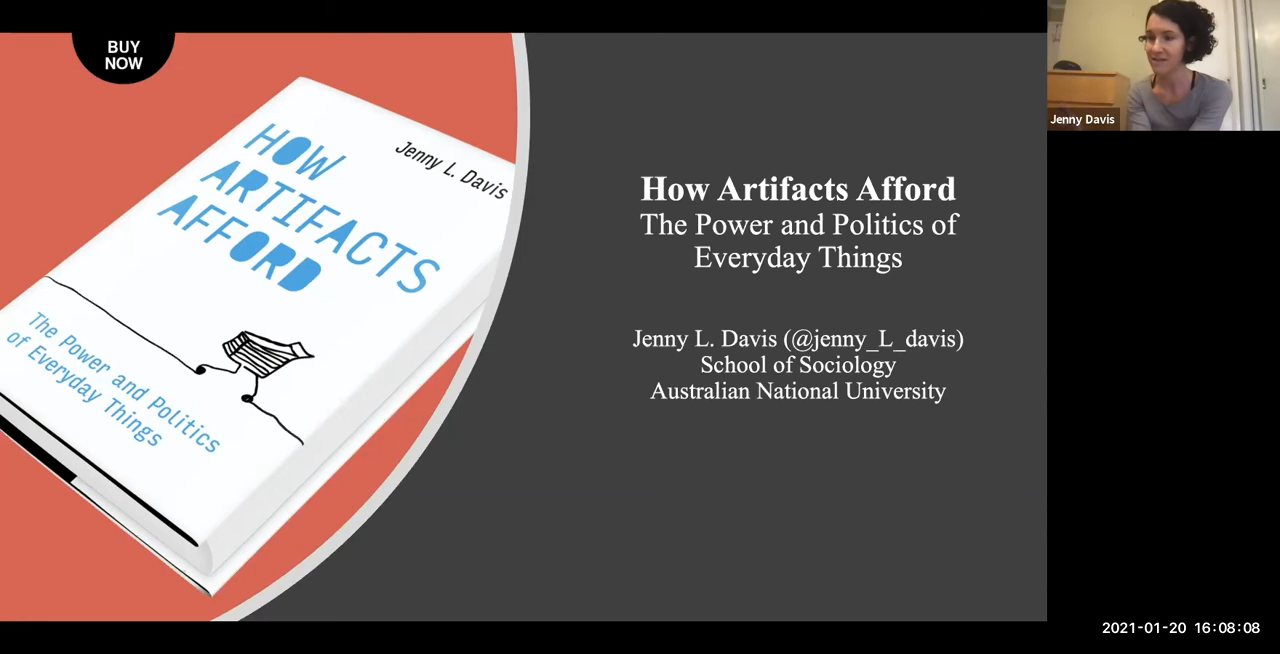 BUY
NOW
HOW
ARTIFACTS
AFFORD
Jenny L. Davis
The Power and Politics
of Everyday Things
How Artifacts Afford
The Power and Politics of
Everyday Things
Jenny L. Davis (@jenny_L_davis)
School of Sociology
Australian National University
Jenny Davis
2021-01-20 16:08:08